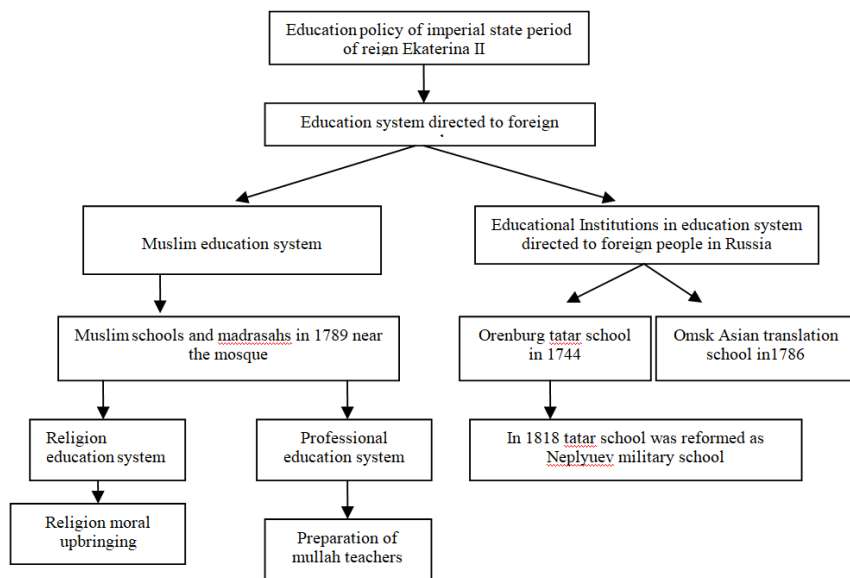 Education policy of imperial state period
of reign Ekaterina II
Education system directed to foreign
Muslim education system
Educational Institutions in education system
directed to foreign people in Russia
Muslim schools and madrasahs in 1789 near
the mosque
Orenburg tatar school
in 1744
Omsk Asian translation
school in1786
Religion
education system
Professional
education system
In 1818 tatar school was reformed as
Neplyuev military school
Religion moral
upbringing
Preparation of
mullah teachers